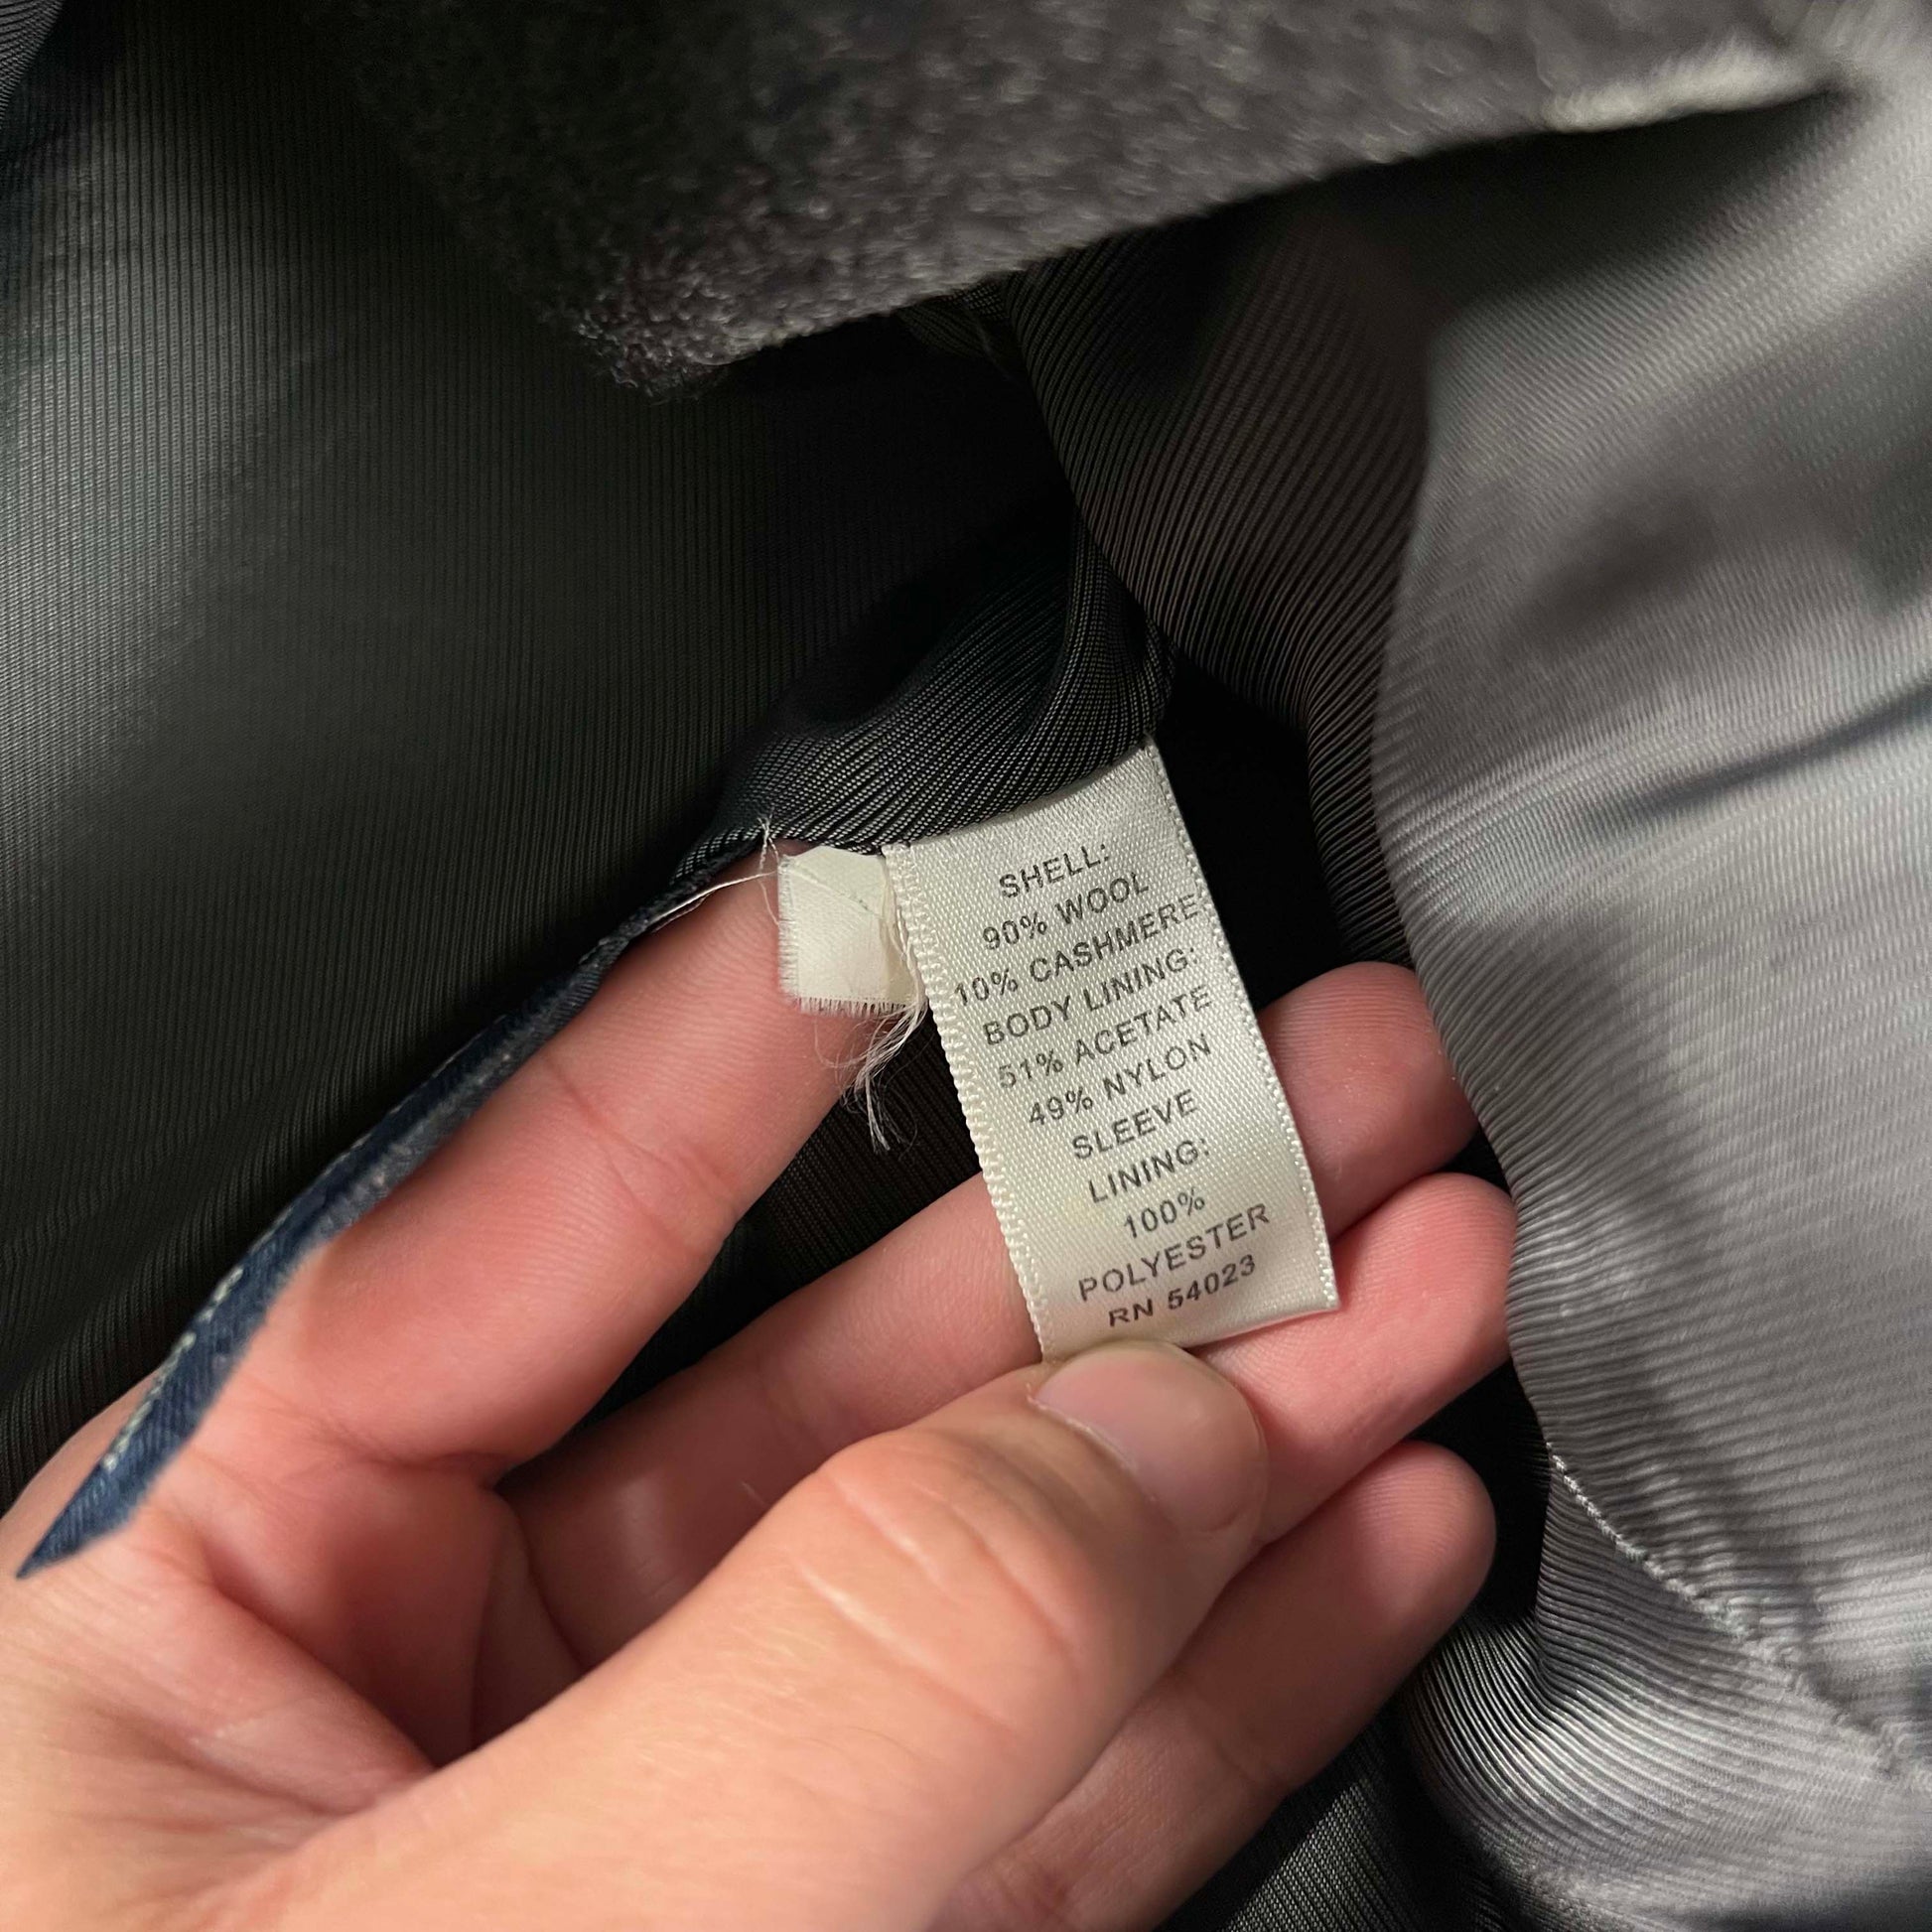 SHELL:
90% WOOL
10% CASHMERE
BODY LINING:
51% ACETATE
49% NYLON
SLEEVE
LINING:
100%
POLYESTER
RN 54023